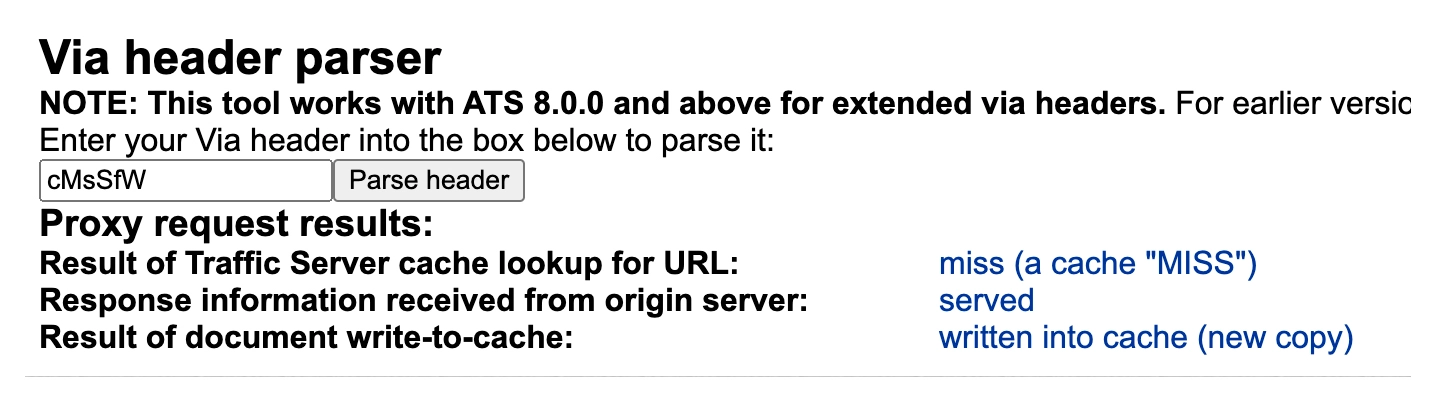 Via header parser
NOTE: This tool works with ATS 8.0.0 and above for extended via headers. For earlier versic
Enter your Via header into the box below to parse it:
cMsSfW Parse header
Proxy request results:
Result of Traffic Server cache lookup for URL: miss (a cache "MISS")
Response information received from origin server: served
Result of document write-to-cache: written into cache (new copy)